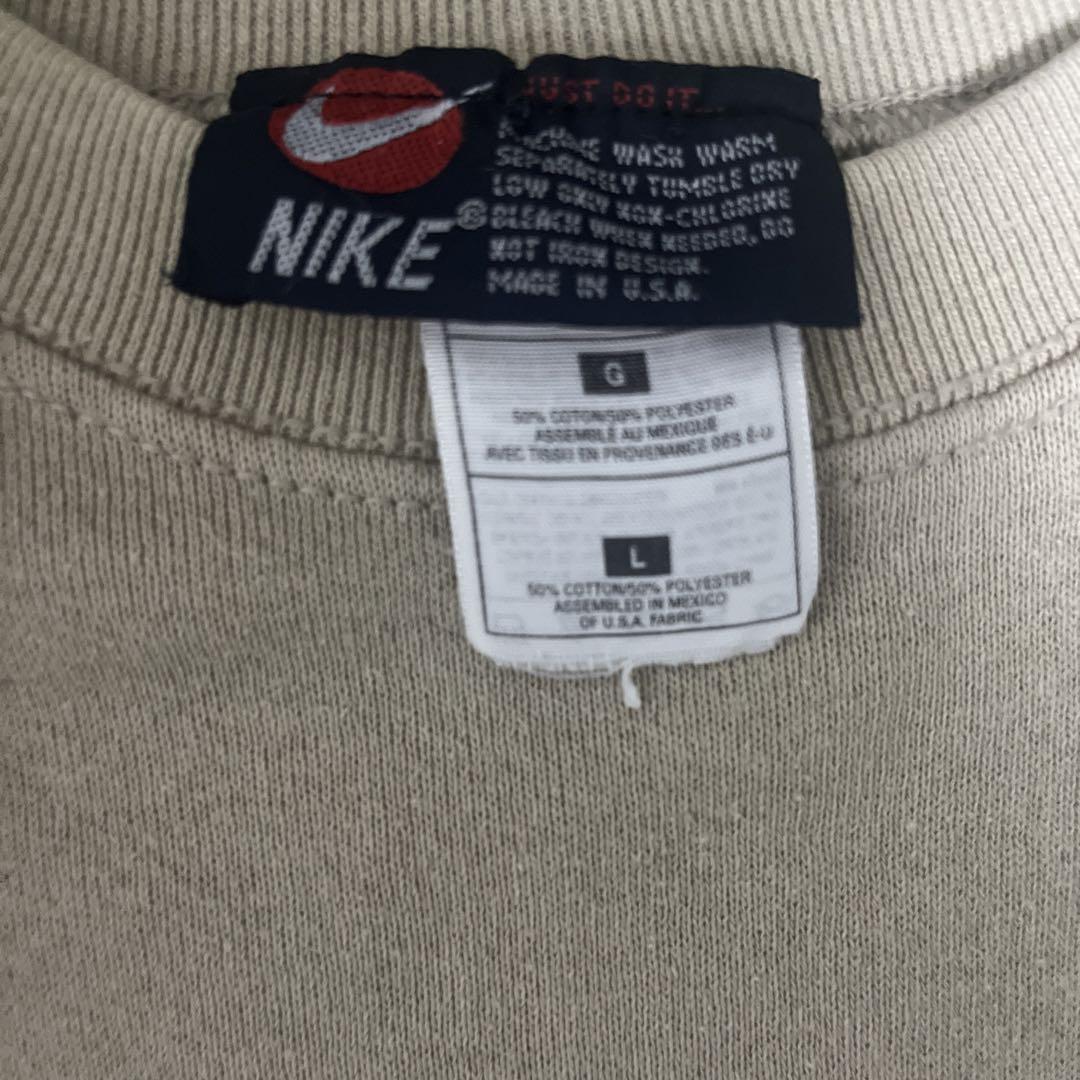 JUST DO IT.
MACHINE WASH WARM
SEPARATELY TUMBLE DRY
LOW ONLY NON-CHLORINE
BLEACH WHEN NEEDED, DO
NOT IRON DESIGN.
MADE IN U.S.A.
NIKE®
G
50% COTTON/50% POLYESTER
ASSEMBLÉ AU MEXIQUE
AVEC TISSU EN PROVENANCE DES É-U
L
50% COTTON/50% POLYESTER
ASSEMBLED IN MEXICO
OF U.S.A. FABRIC